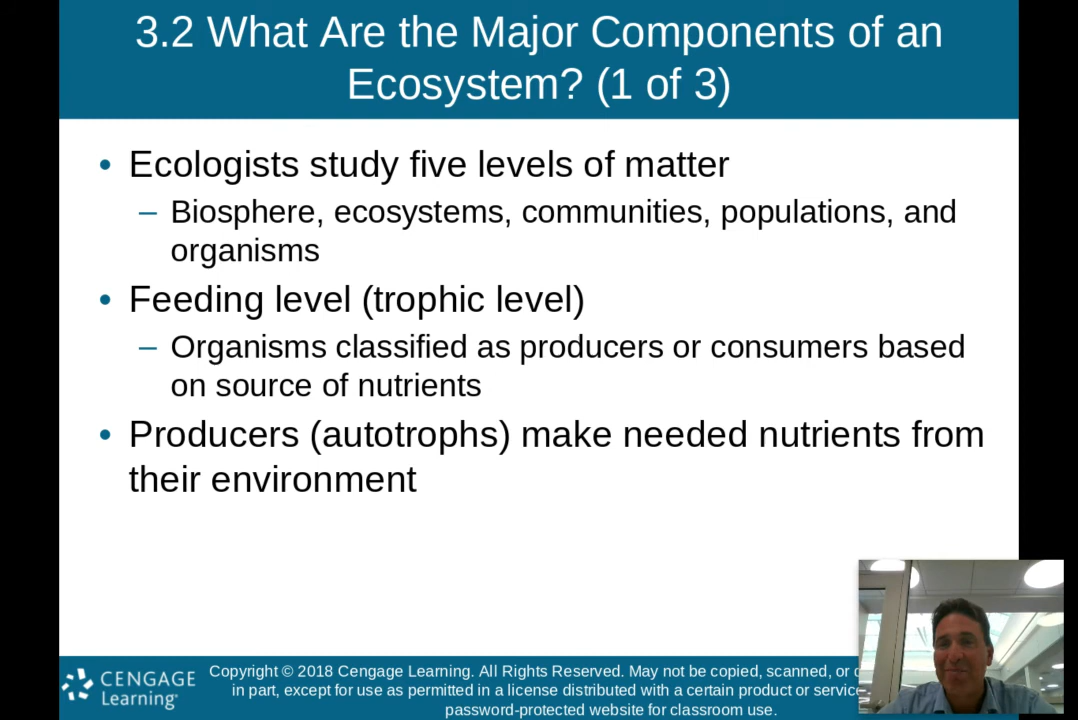 3.2 What Are the Major Components of an
Ecosystem? (1 of 3)
• Ecologists study five levels of matter
– Biosphere, ecosystems, communities, populations, and
organisms
• Feeding level (trophic level)
– Organisms classified as producers or consumers based
on source of nutrients
• Producers (autotrophs) make needed nutrients from
their environment
CENGAGE
Learning
Copyright © 2018 Cengage Learning. All Rights Reserved. May not be copied, scanned, or
in part, except for use as permitted in a license distributed with a certain product or service
password-protected website for classroom use.